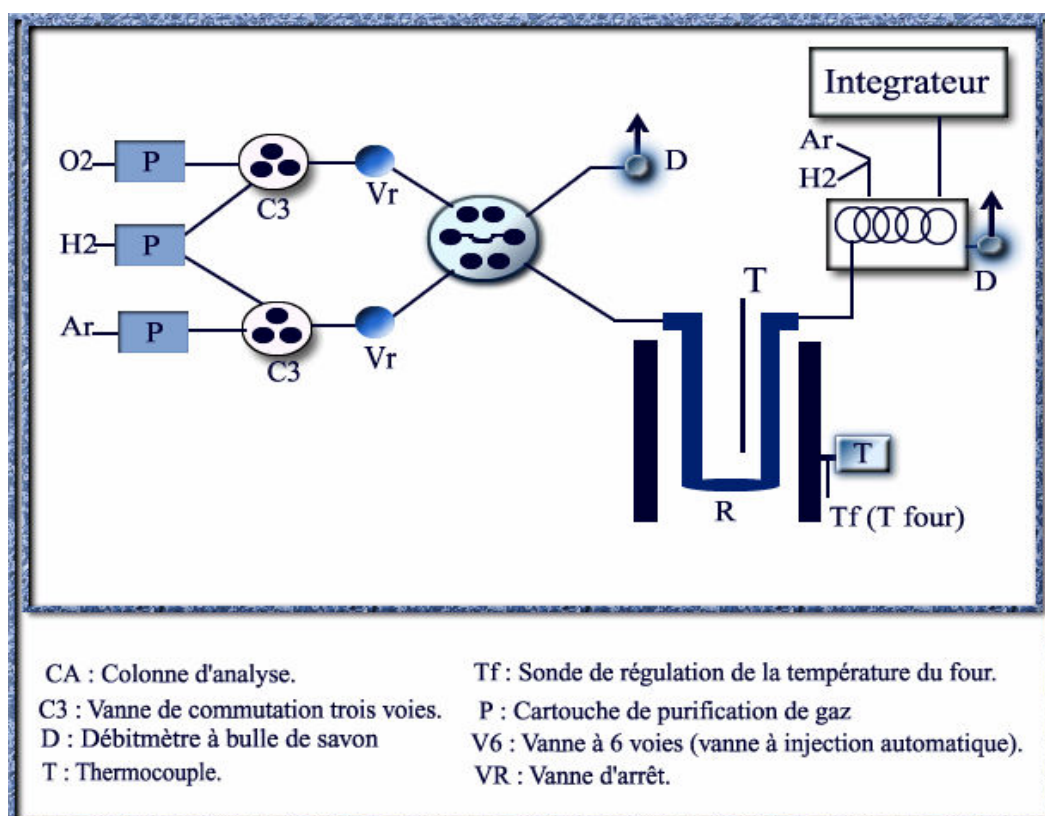 Integrateur
Ar
H2
O2 P C3 Vr D
H2 P
D
T
Ar P C3 Vr
T
R
Tf (T four)
CA : Colonne d'analyse.
C3 : Vanne de commutation trois voies.
D : Débitmètre à bulle de savon
T : Thermocouple.
Tf : Sonde de régulation de la température du four.
P : Cartouche de purification de gaz
V6 : Vanne à 6 voies (vanne à injection automatique).
VR : Vanne d'arrêt.